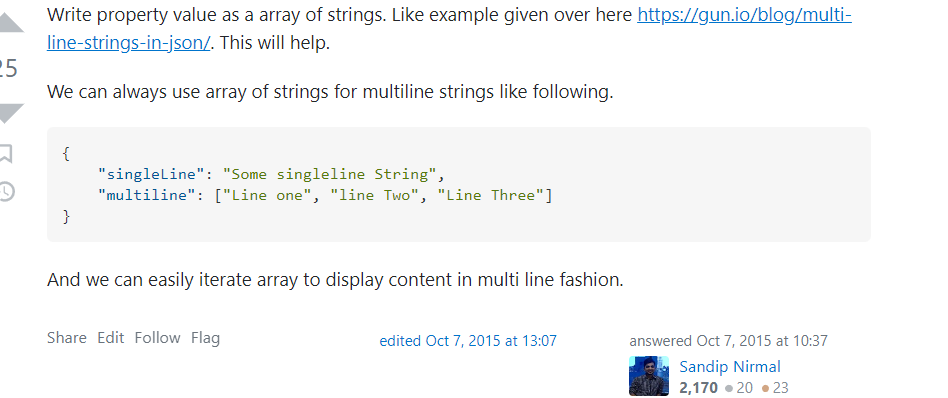 Write property value as a array of strings. Like example given over here https://gun.io/blog/multi-
line-strings-in-json/. This will help.
25
We can always use array of strings for multiline strings like following.
{
    "singleLine": "Some singleline String",
    "multiline": ["Line one", "line Two", "Line Three"]
}
And we can easily iterate array to display content in multi line fashion.
Share Edit Follow Flag
edited Oct 7, 2015 at 13:07
answered Oct 7, 2015 at 10:37
Sandip Nirmal
2,170 ● 20 ● 23